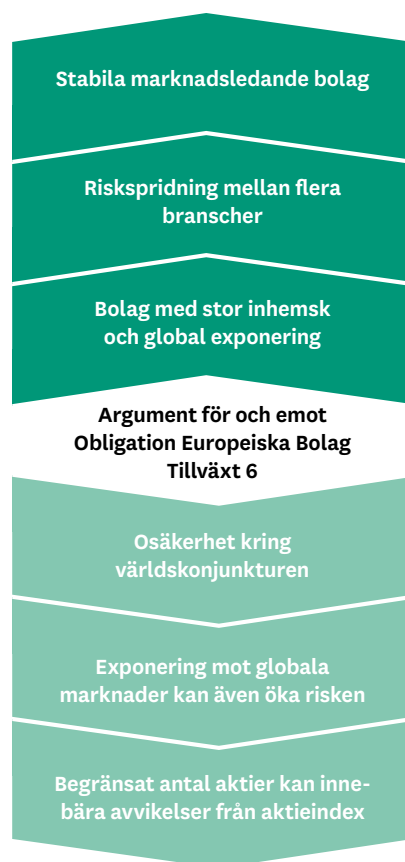 Stabila marknadsledande bolag
Riskspridning mellan flera
branscher
Bolag med stor inhemsk
och global exponering
Argument för och emot
Obligation Europeiska Bolag
Tillväxt 6
Osäkerhet kring
världskonjunkturen
Exponering mot globala
marknader kan även öka risken
Begränsat antal aktier kan inne-
bära avvikelser från aktieindex